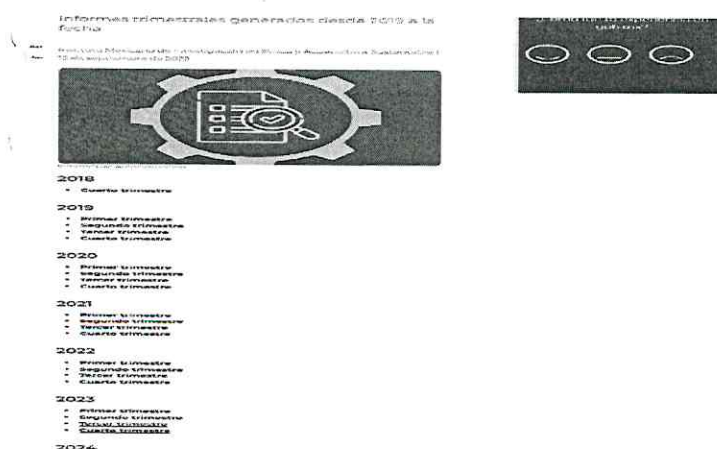 Informes trimestrales generados desde 2019 a la
fecha
2018
Cuarto trimestre
2019
Primer trimestre
Segundo trimestre
Tercer trimestre
Cuarto trimestre
2020
Primer trimestre
Segundo trimestre
Tercer trimestre
Cuarto trimestre
2021
Primer trimestre
Segundo trimestre
Tercer trimestre
Cuarto trimestre
2022
Primer trimestre
Segundo trimestre
Tercer trimestre
Cuarto trimestre
2023
Primer trimestre
Segundo trimestre
Tercer trimestre
Cuarto trimestre
2024